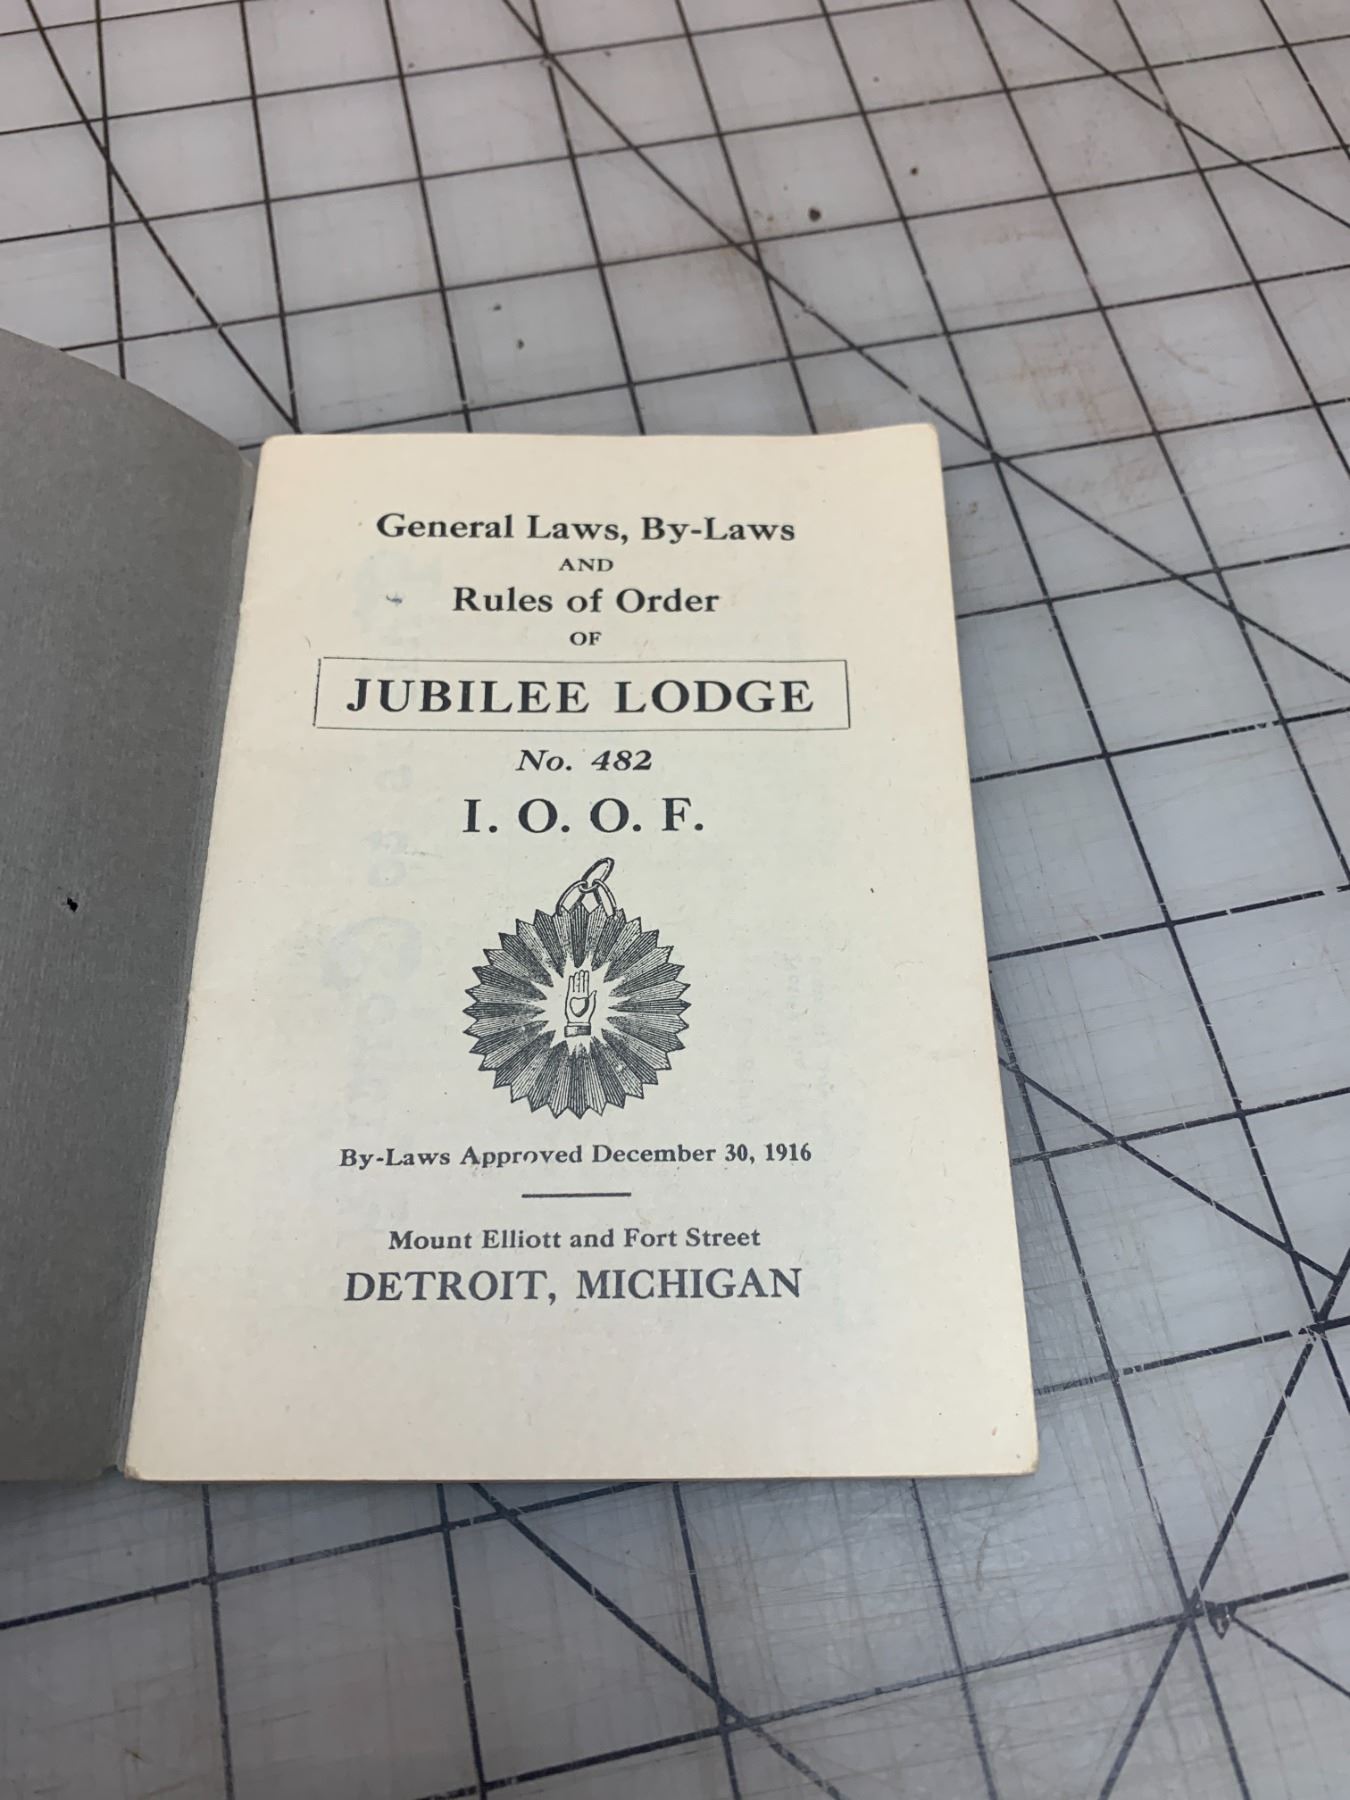 General Laws, By-Laws
AND
Rules of Order
OF
JUBILEE LODGE
No. 482
I. O. O. F.
By-Laws Approved December 30, 1916
Mount Elliott and Fort Street
DETROIT, MICHIGAN